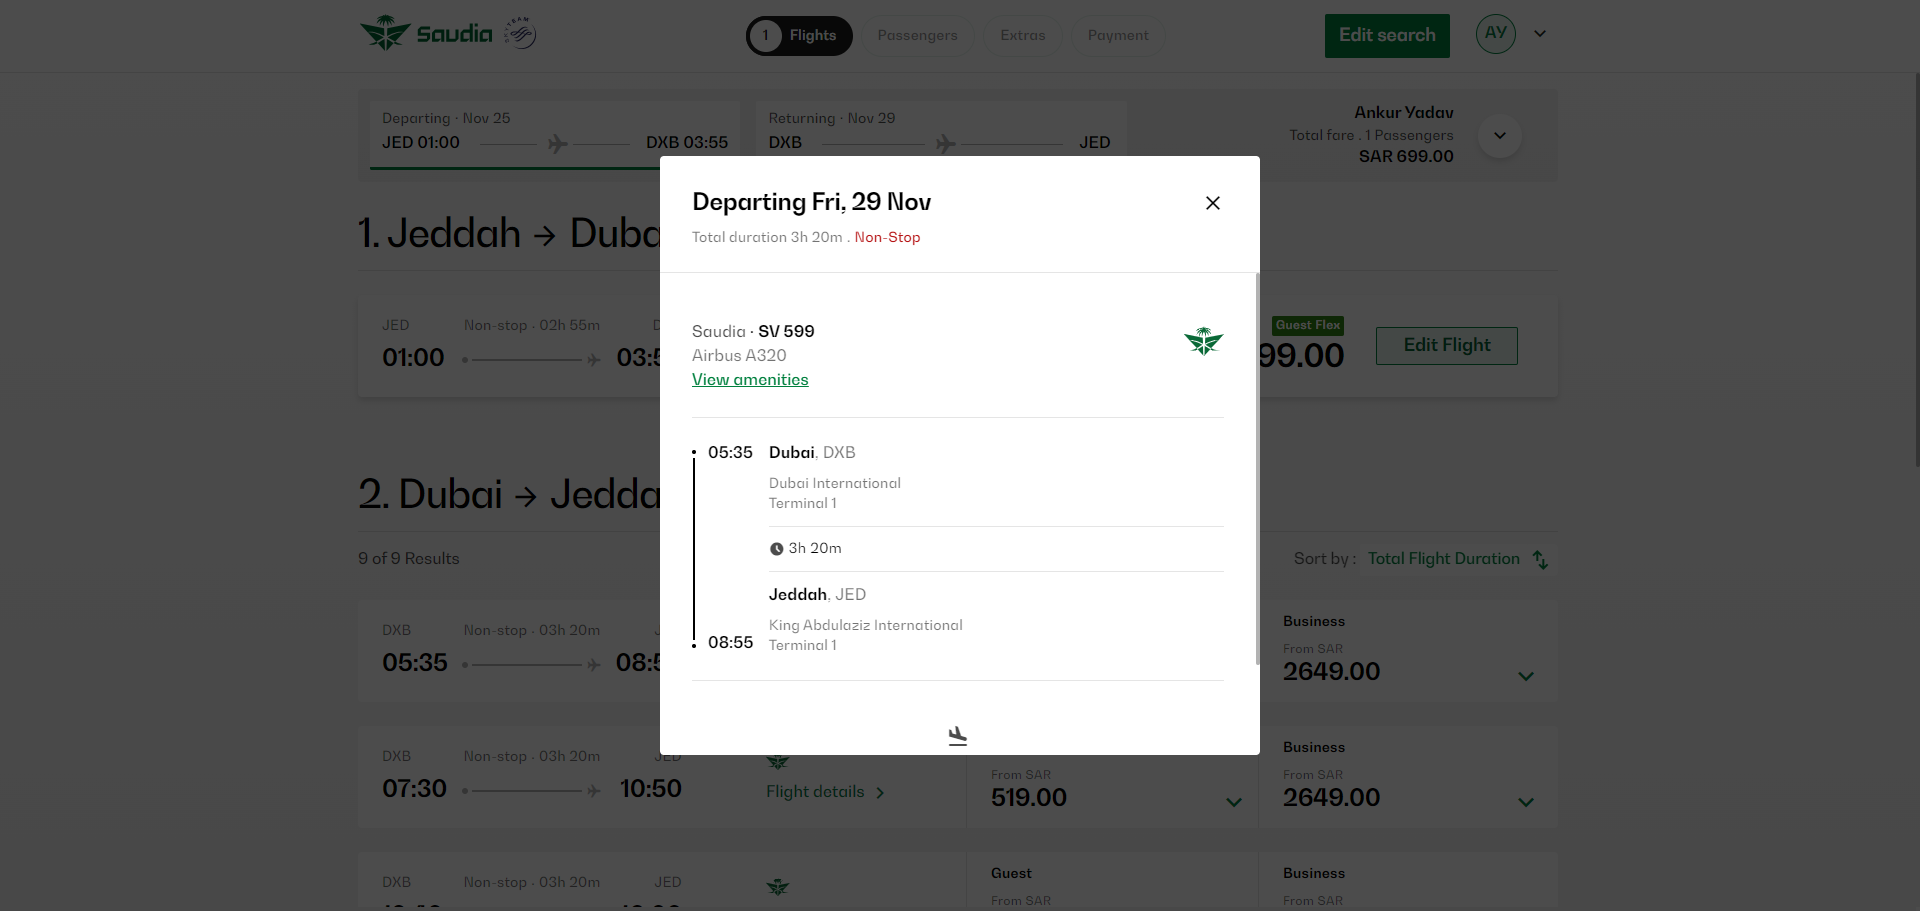 Saudia
SKYTEAM
1 Flights
Passengers
Extras
Payment
Edit search
AY
Departing · Nov 25
JED 01:00
DXB 03:55
Returning · Nov 29
DXB
JED
Ankur Yadav
Total fare . 1 Passengers
SAR 699.00
1. Jeddah → Duba
JED
Non-stop · 02h 55m
01:00
03:5
Guest Flex
99.00
Edit Flight
Departing Fri, 29 Nov
Total duration 3h 20m . Non-Stop
Saudia · SV 599
Airbus A320
View amenities
05:35 Dubai, DXB
Dubai International
Terminal 1
3h 20m
Jeddah, JED
King Abdulaziz International
08:55
Terminal 1
2. Dubai → Jedda
9 of 9 Results
Sort by : Total Flight Duration
DXB
Non-stop · 03h 20m
05:35
08:5
Business
From SAR
2649.00
DXB
Non-stop · 03h 20m
JED
07:30
10:50
Flight details
From SAR
519.00
Business
From SAR
2649.00
DXB
Non-stop · 03h 20m
JED
Guest
From SAR
Business
From SAR